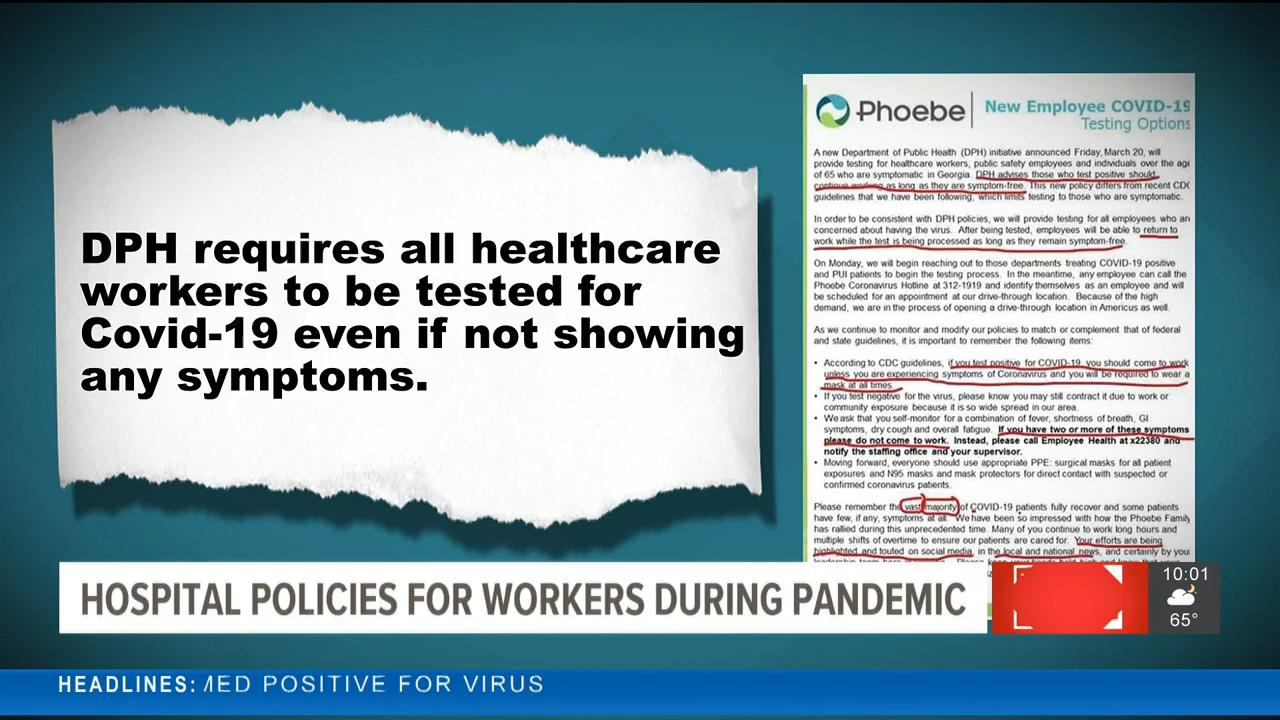 DPH requires all healthcare
workers to be tested for
Covid-19 even if not showing
any symptoms.
Phoebe
New Employee COVID-19
Testing Options
A new Department of Public Health (DPH) initiative announced Friday, March 20, will
provide testing for healthcare workers, public safety employees and individuals over the age
of 65 who are symptomatic in Georgia. DPH advises those who test positive should
continue working as long as they are symptom-free. This new policy differs from recent CDC
guidelines that we have been following, which limits testing to those who are symptomatic.
In order to be consistent with DPH policies, we will provide testing for all employees who are
concerned about having the virus. After being tested, employees will be able to return to
work while the test is being processed as long as they remain symptom-free.
On Monday, we will begin reaching out to those departments treating COVID-19 positive
and PUI patients to begin the testing process. In the meantime, any employee can call the
Phoebe Coronavirus Hotline at 312-1919 and identify themselves as an employee and will
be scheduled for an appointment at our drive-through location. Because of the high
demand, we are in the process of opening a drive-through location in Americus as well.
As we continue to monitor and modify our policies to match or complement that of federal
and state guidelines, it is important to remember the following items:
• According to CDC guidelines, if you test positive for COVID-19, you should come to work
unless you are experiencing symptoms of Coronavirus and you will be required to wear a
mask at all times.
• If you test negative for the virus, please know you may still contract it due to work or
community exposure because it is so wide spread in our area.
• We ask that you self-monitor for a combination of fever, shortness of breath, GI
symptoms, dry cough and overall fatigue. If you have two or more of these symptoms
please do not come to work. Instead, please call Employee Health at x22380 and
notify the staffing office and your supervisor.
• Moving forward, everyone should use appropriate PPE: surgical masks for all patient
exposures and N95 masks and mask protectors for direct contact with suspected or
confirmed coronavirus patients.
Please remember the vast majority of COVID-19 patients fully recover and some patients
have few, if any, symptoms at all. We have been so impressed with how the Phoebe Family
has rallied during this unprecedented time. Many of you continue to work long hours and
multiple shifts of overtime to ensure our patients are cared for. Your efforts are being
highlighted and touted on social media, in the local and national news, and certainly by your
HOSPITAL POLICIES FOR WORKERS DURING PANDEMIC
10:01
65°
HEADLINES: MED POSITIVE FOR VIRUS